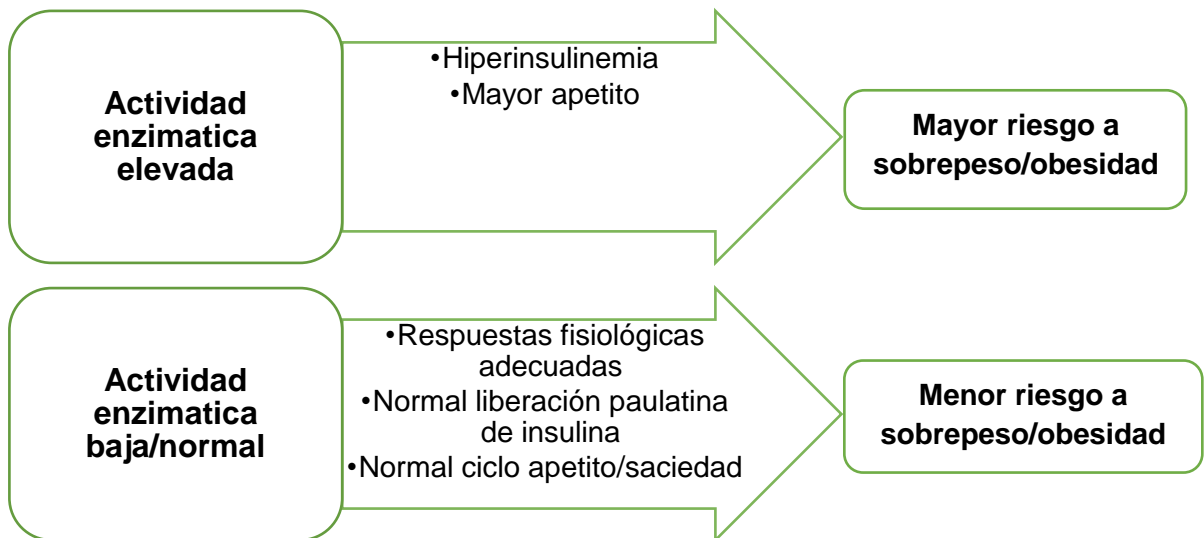 Actividad
enzimatica
elevada
•Hiperinsulinemia
•Mayor apetito
Mayor riesgo a
sobrepeso/obesidad
Actividad
enzimatica
baja/normal
•Respuestas fisiológicas
adecuadas
•Normal liberación paulatina
de insulina
•Normal ciclo apetito/saciedad
Menor riesgo a
sobrepeso/obesidad